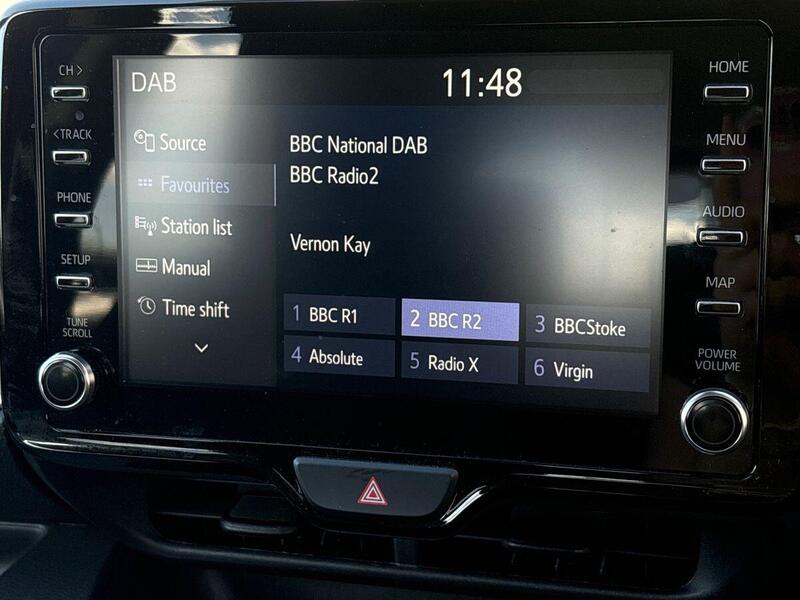 DAB
11:48
CH >
<TRACK
PHONE
SETUP
TUNE
SCROLL
Source
Favourites
Station list
Manual
Time shift
BBC National DAB
BBC Radio2
Vernon Kay
1 BBC R1
2 BBC R2
3 BBCStoke
4 Absolute
5 Radio X
6 Virgin
HOME
MENU
AUDIO
MAP
POWER
VOLUME